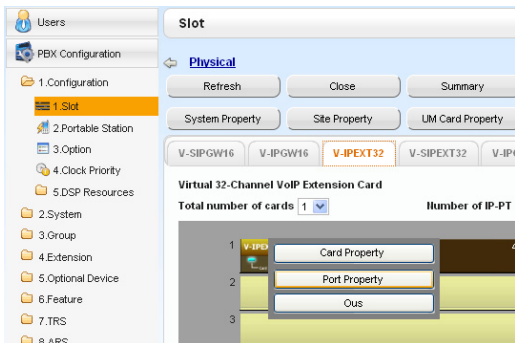 Users
Slot
PBX Configuration
Physical
1.Configuration
Refresh Close Summary
1.Slot
2.Portable Station
System Property Site Property UM Card Property
3.Option
V-SIPGW16 V-IPGW16 V-IPEXT32 V-SIPEXT32
4.Clock Priority
5.DSP Resources
Virtual 32-Channel VoIP Extension Card
2.System
Total number of cards 1 Number of IP-PT
3.Group
4.Extension
1 Card Property
5.Optional Device
2 Port Property
6.Feature
Ous
7.TRS
3
8.ARS